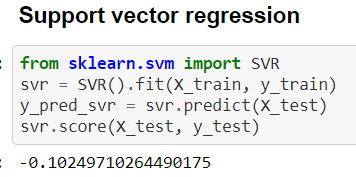 Support vector regression
from sklearn.svm import SVR
svr = SVR().fit(X_train, y_train)
y_pred_svr = svr.predict(X_test)
svr.score(X_test, y_test)
-0.10249710264490175